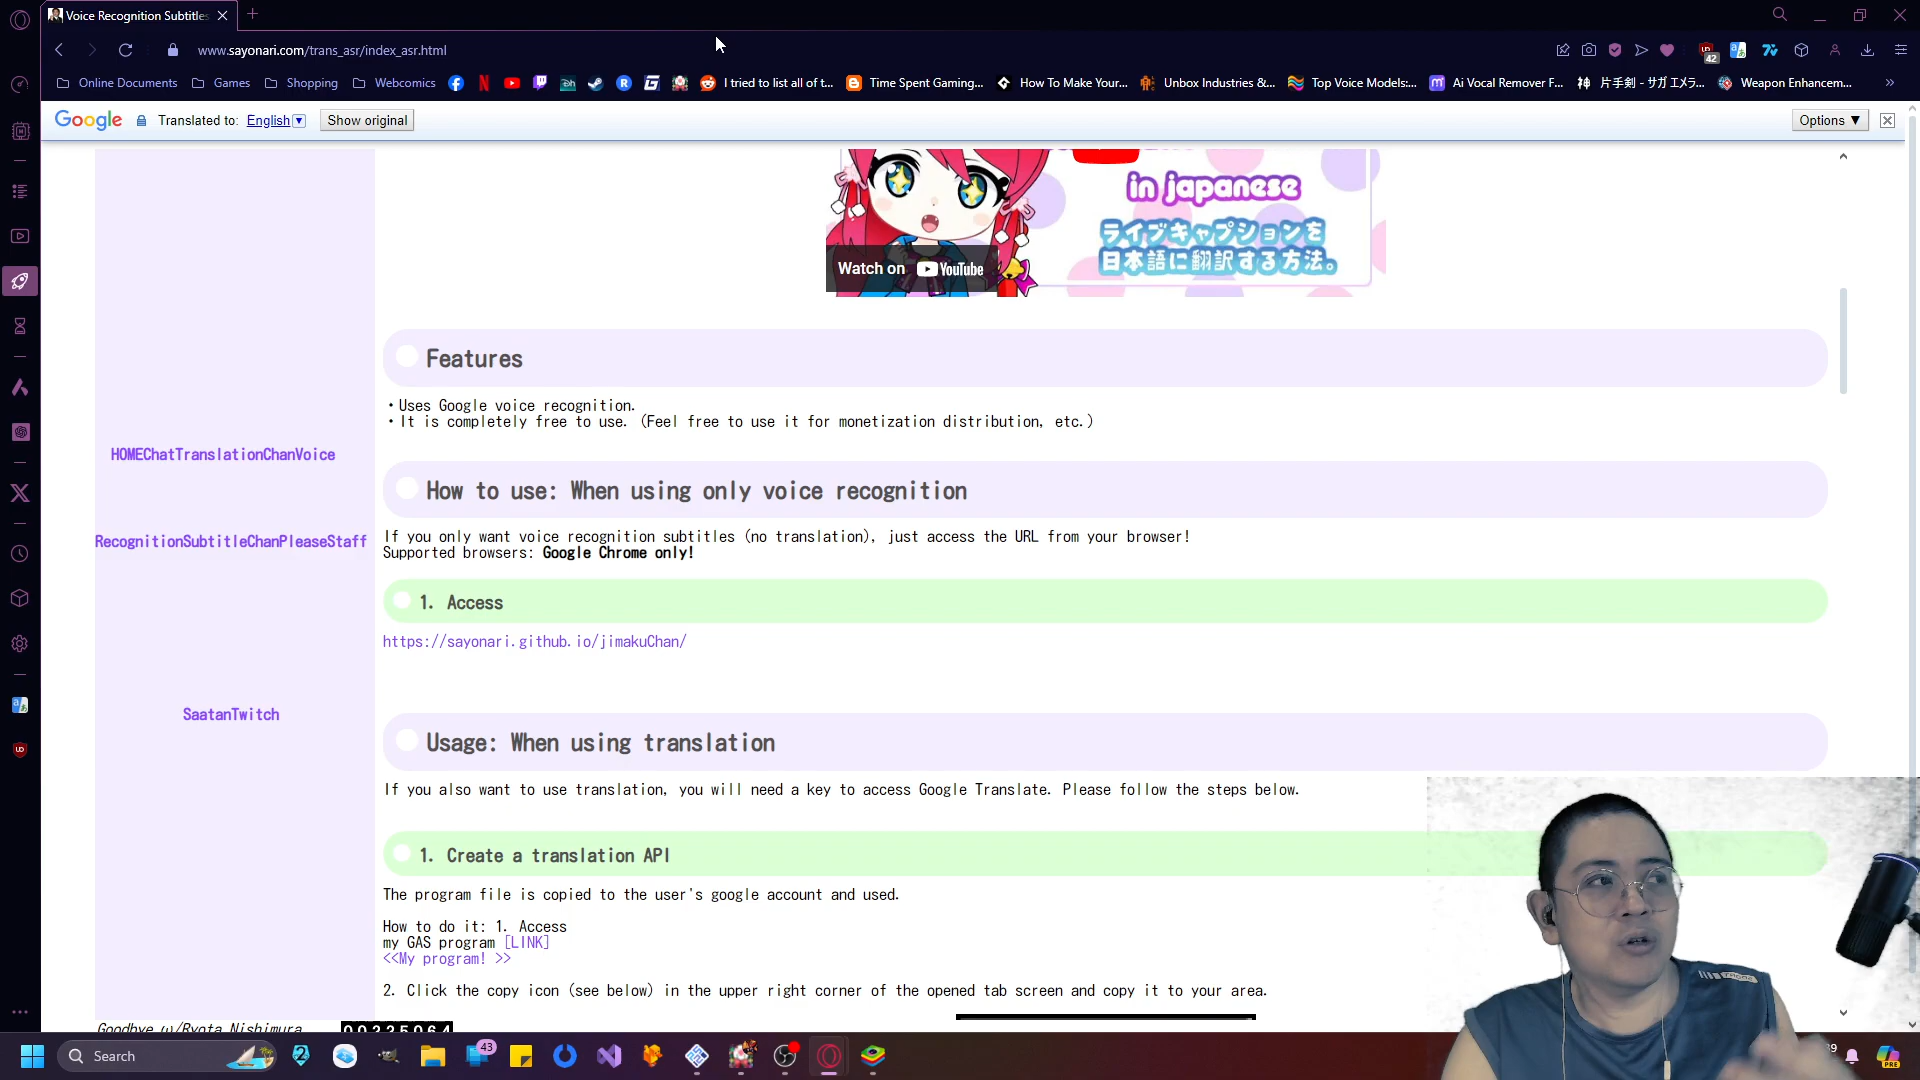 Voice Recognition Subtitles
www.sayonari.com/trans_asr/index_asr.html
42
Online Documents
Games
Shopping
Webcomics
I tried to list all of t...
Time Spent Gaming...
How To Make Your...
Unbox Industries &...
Top Voice Models:...
Ai Vocal Remover F...
片手剣 - サガ エメラ...
Weapon Enhancem...
Google
Translated to: English
Show original
Options ▼
in japanese
ライブキャプションを
日本語に翻訳する方法。
Watch on YouTube
Features
・Uses Google voice recognition.
・It is completely free to use. (Feel free to use it for monetization distribution, etc.)
HOMEChatTranslationChanVoice
How to use: When using only voice recognition
RecognitionSubtitleChanPleaseStaff
If you only want voice recognition subtitles (no translation), just access the URL from your browser!
Supported browsers: Google Chrome only!
1. Access
https://sayonari.github.io/jimakuChan/
SaatanTwitch
Usage: When using translation
If you also want to use translation, you will need a key to access Google Translate. Please follow the steps below.
1. Create a translation API
The program file is copied to the user's google account and used.
How to do it: 1. Access
my GAS program [LINK]
<<My program! >>
2. Click the copy icon (see below) in the upper right corner of the opened tab screen and copy it to your area.
Goodbye ω/Ryota Nishimura
00225064
Search
43